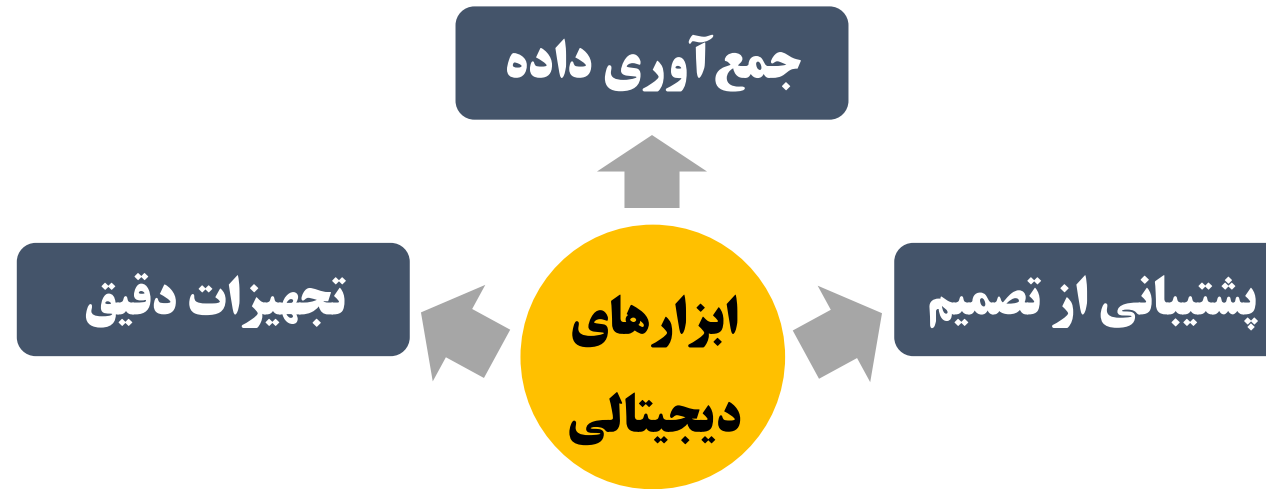 جمع‌آوری داده
پشتیبانی از تصمیم
تجهیزات دقیق
ابزارهای
دیجیتالی